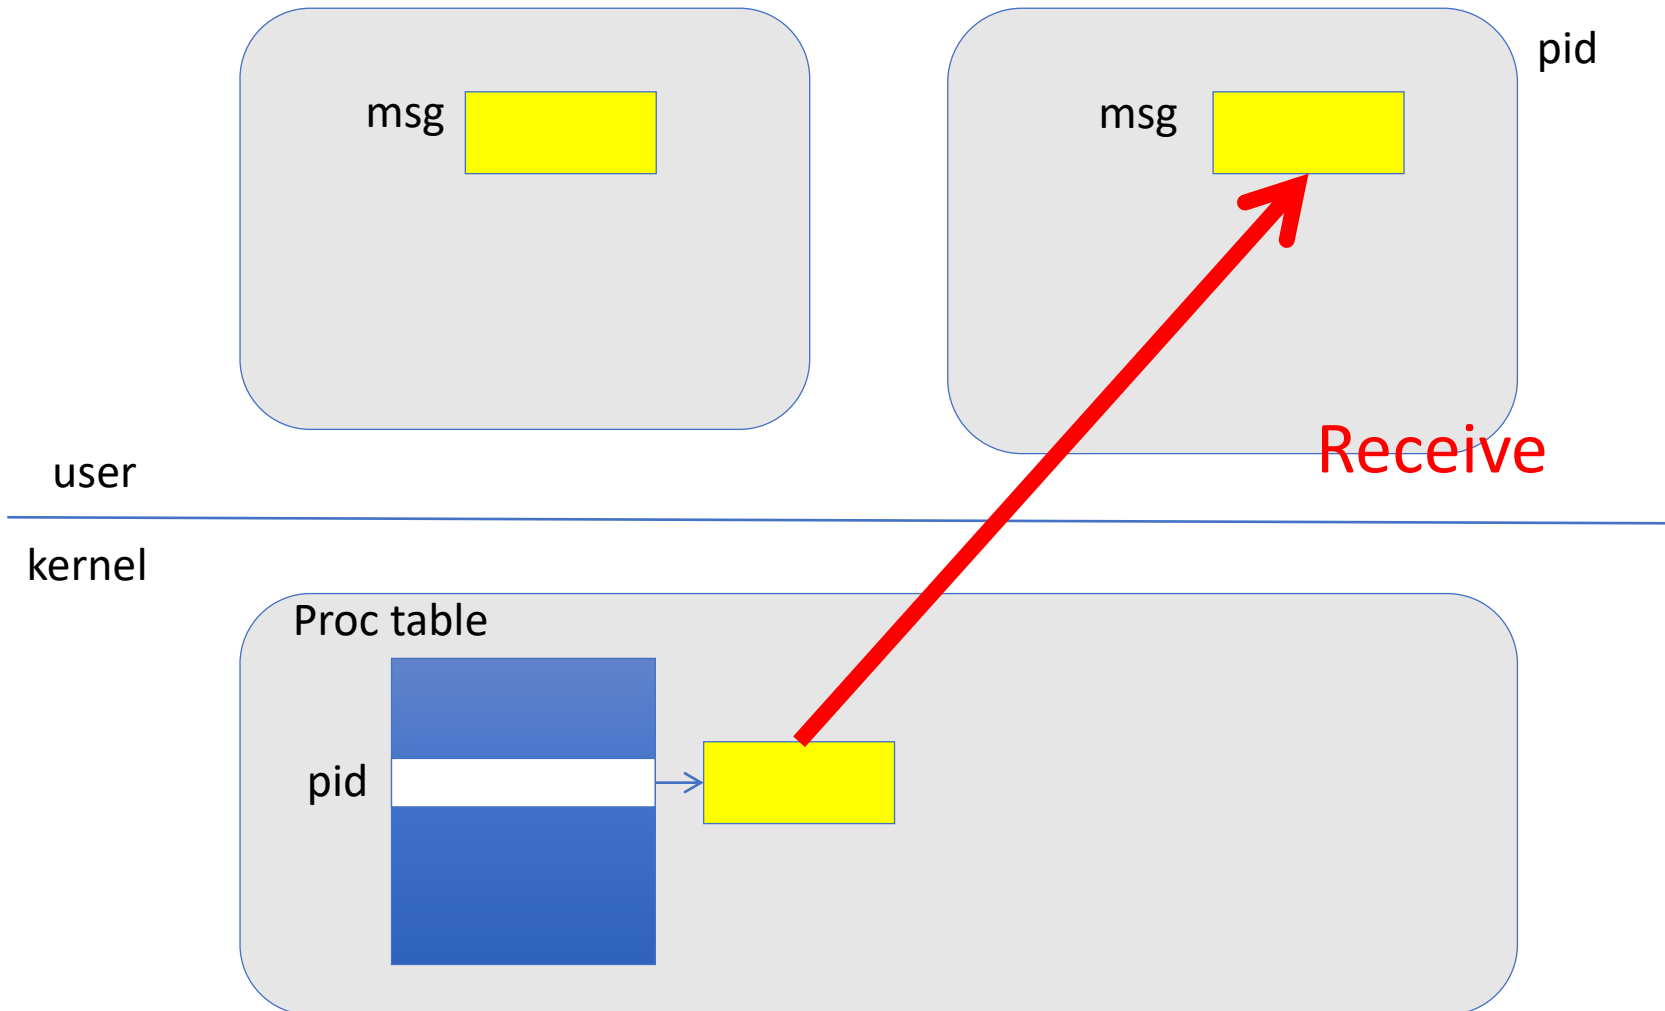 pid
msg
msg
Receive
user
kernel
Proc table
pid